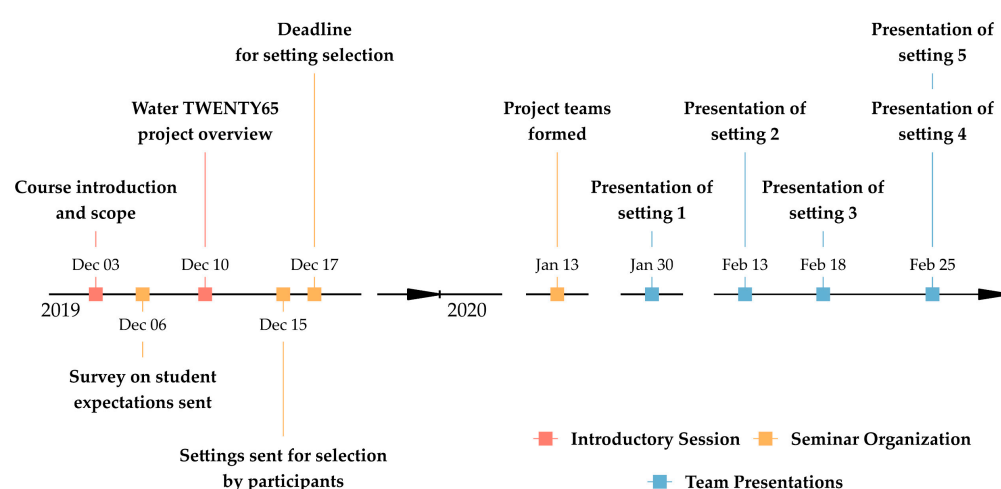 Deadline
for setting selection
Presentation of
setting 5
Water TWENTY65
project overview
Project teams
formed
Presentation of
setting 2
Presentation of
setting 4
Course introduction
and scope
Presentation of
setting 1
Presentation of
setting 3
Dec 03
Dec 10
Dec 17
Jan 13
Jan 30
Feb 13
Feb 18
Feb 25
2019
2020
Dec 06
Dec 15
Survey on student
expectations sent
Settings sent for selection
by participants
Introductory Session
Seminar Organization
Team Presentations